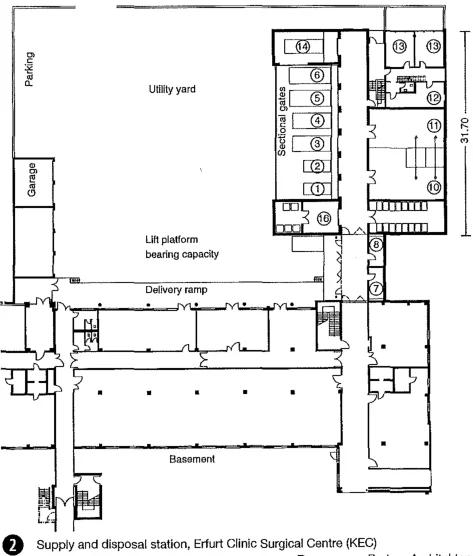 Parking
Utility yard
Sectional gates
14
6
5
4
3
2
1
16
13
13
12
11
10
31.70
Garage
Lift platform
bearing capacity
8
7
Delivery ramp
Basement
2 Supply and disposal station, Erfurt Clinic Surgical Centre (KEC)